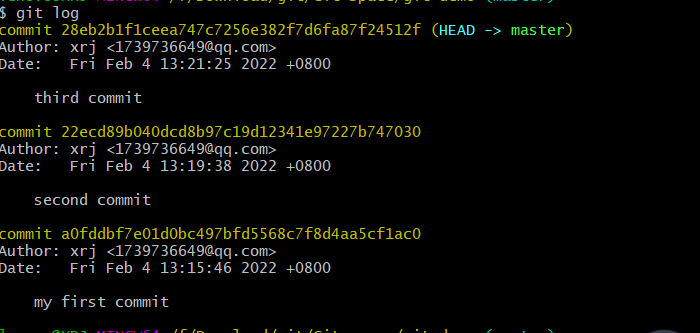 $ git log
commit 28eb2b1f1ceea747c7256e382f7d6fa87f24512f (HEAD -> master)
Author: xrj <1739736649@qq.com>
Date:   Fri Feb 4 13:21:25 2022 +0800
third commit
commit 22ecd89b040dcd8b97c19d12341e97227b747030
Author: xrj <1739736649@qq.com>
Date:   Fri Feb 4 13:19:38 2022 +0800
second commit
commit a0fddbf7e01d0bc497bfd5568c7f8d4aa5cf1ac0
Author: xrj <1739736649@qq.com>
Date:   Fri Feb 4 13:15:46 2022 +0800
my first commit